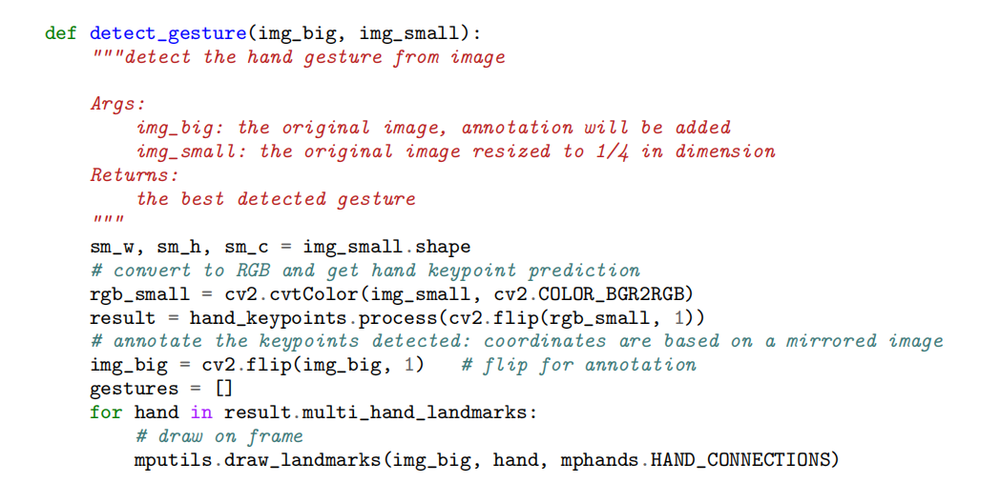 def detect_gesture(img_big, img_small):
    """detect the hand gesture from image

    Args:
        img_big: the original image, annotation will be added
        img_small: the original image resized to 1/4 in dimension
    Returns:
        the best detected gesture
    """
    sm_w, sm_h, sm_c = img_small.shape
    # convert to RGB and get hand keypoint prediction
    rgb_small = cv2.cvtColor(img_small, cv2.COLOR_BGR2RGB)
    result = hand_keypoints.process(cv2.flip(rgb_small, 1))
    # annotate the keypoints detected: coordinates are based on a mirrored image
    img_big = cv2.flip(img_big, 1)   # flip for annotation
    gestures = []
    for hand in result.multi_hand_landmarks:
        # draw on frame
        mputils.draw_landmarks(img_big, hand, mphands.HAND_CONNECTIONS)